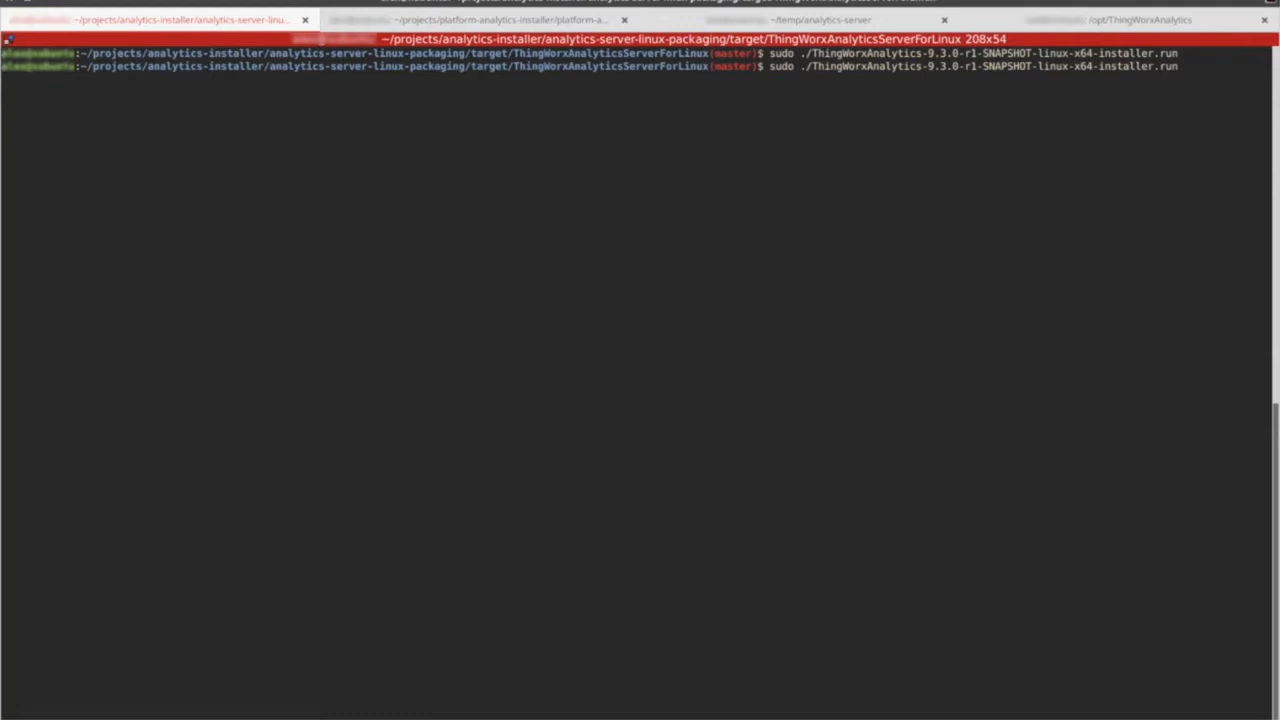 ~/projects/analytics-installer/analytics-server-linu...
~/projects/platform-analytics-installer/platform-a...
~/temp/analytics-server
/opt/ThingWorxAnalytics
~/projects/analytics-installer/analytics-server-linux-packaging/target/ThingWorxAnalyticsServerForLinux 208x54
:~/projects/analytics-installer/analytics-server-linux-packaging/target/ThingWorxAnalyticsServerForLinux(master)$ sudo ./ThingWorxAnalytics-9.3.0-r1-SNAPSHOT-linux-x64-installer.run
:~/projects/analytics-installer/analytics-server-linux-packaging/target/ThingWorxAnalyticsServerForLinux(master)$ sudo ./ThingWorxAnalytics-9.3.0-r1-SNAPSHOT-linux-x64-installer.run